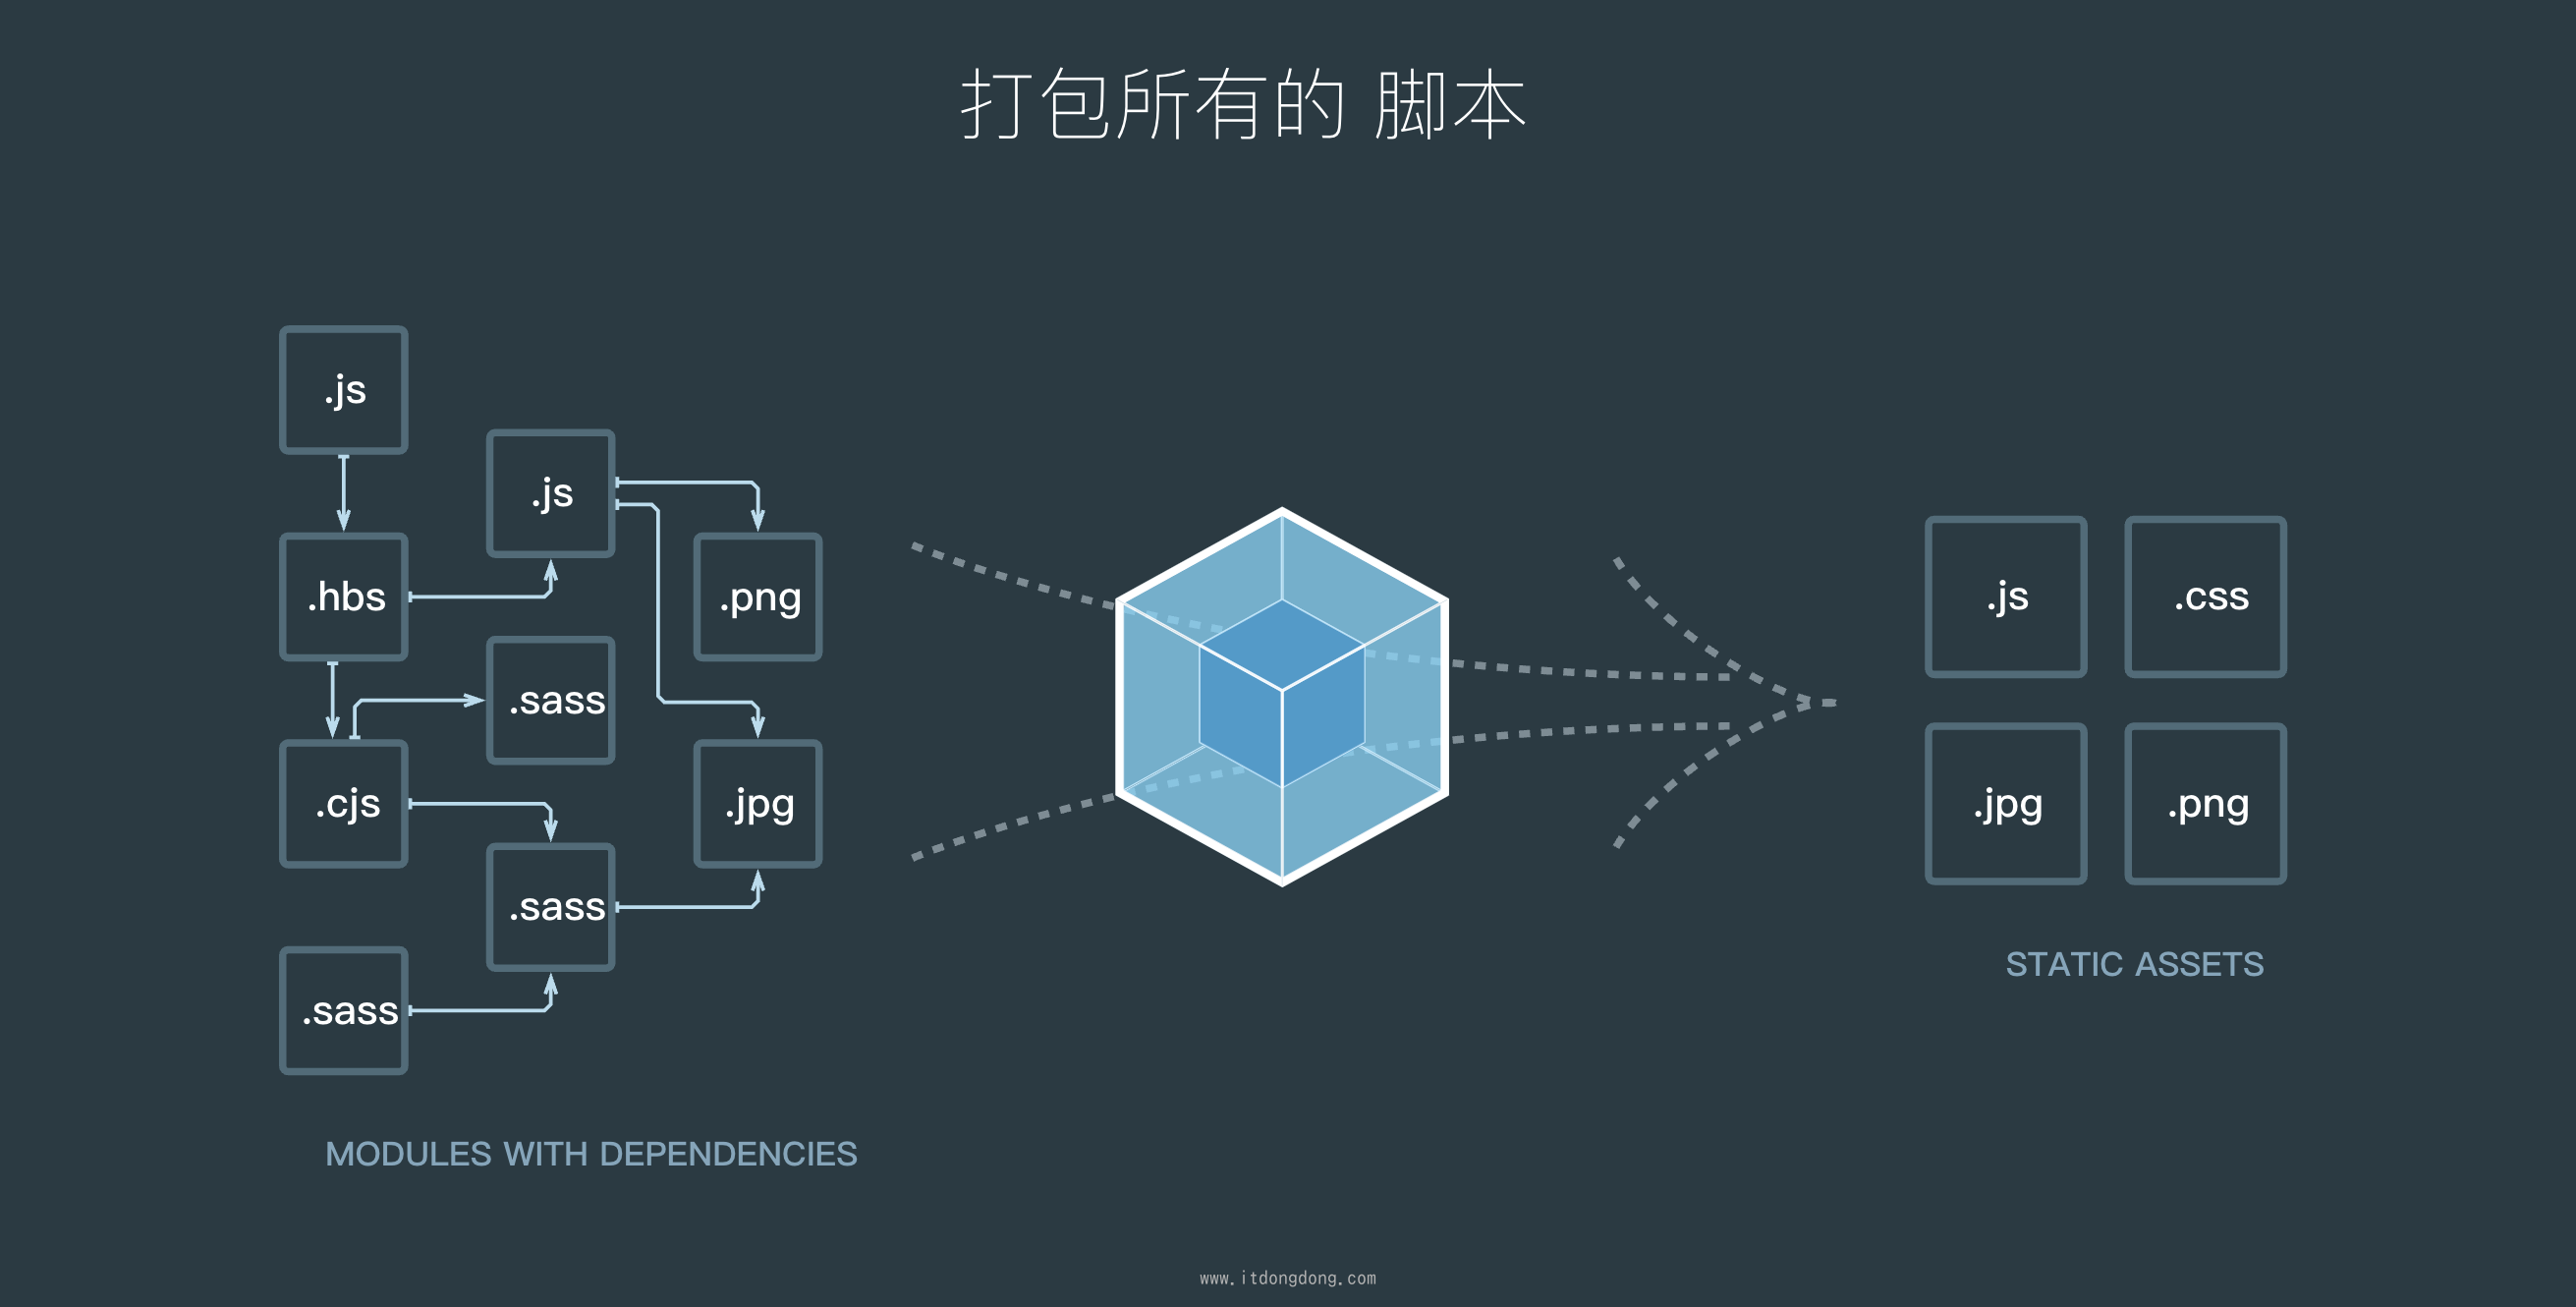 打包所有的 脚本
.js
.js
.hbs
.png
.sass
.cjs
.jpg
.sass
.sass
MODULES WITH DEPENDENCIES
.js
.css
.jpg
.png
STATIC ASSETS
www.itdongdong.com